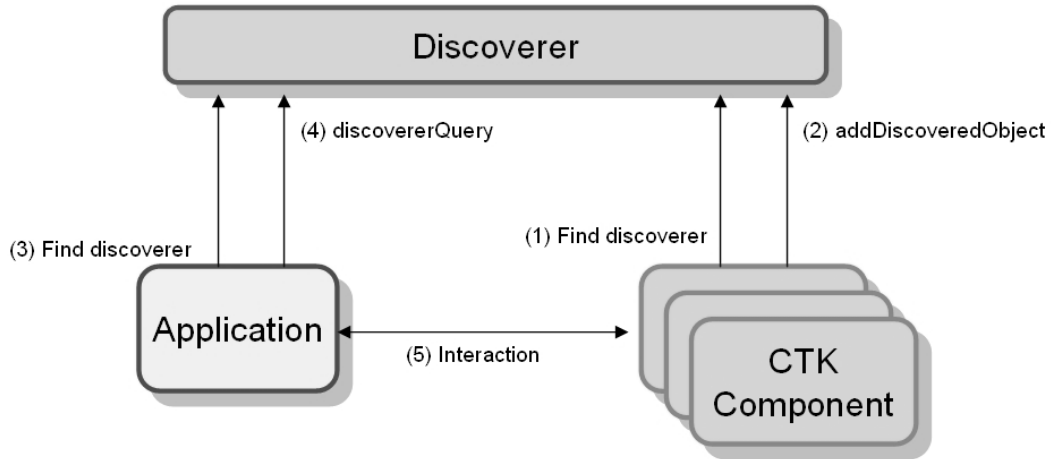 Discoverer
(4) discovererQuery
(2) addDiscoveredObject
(3) Find discoverer
(1) Find discoverer
Application
(5) Interaction
CTK
Component